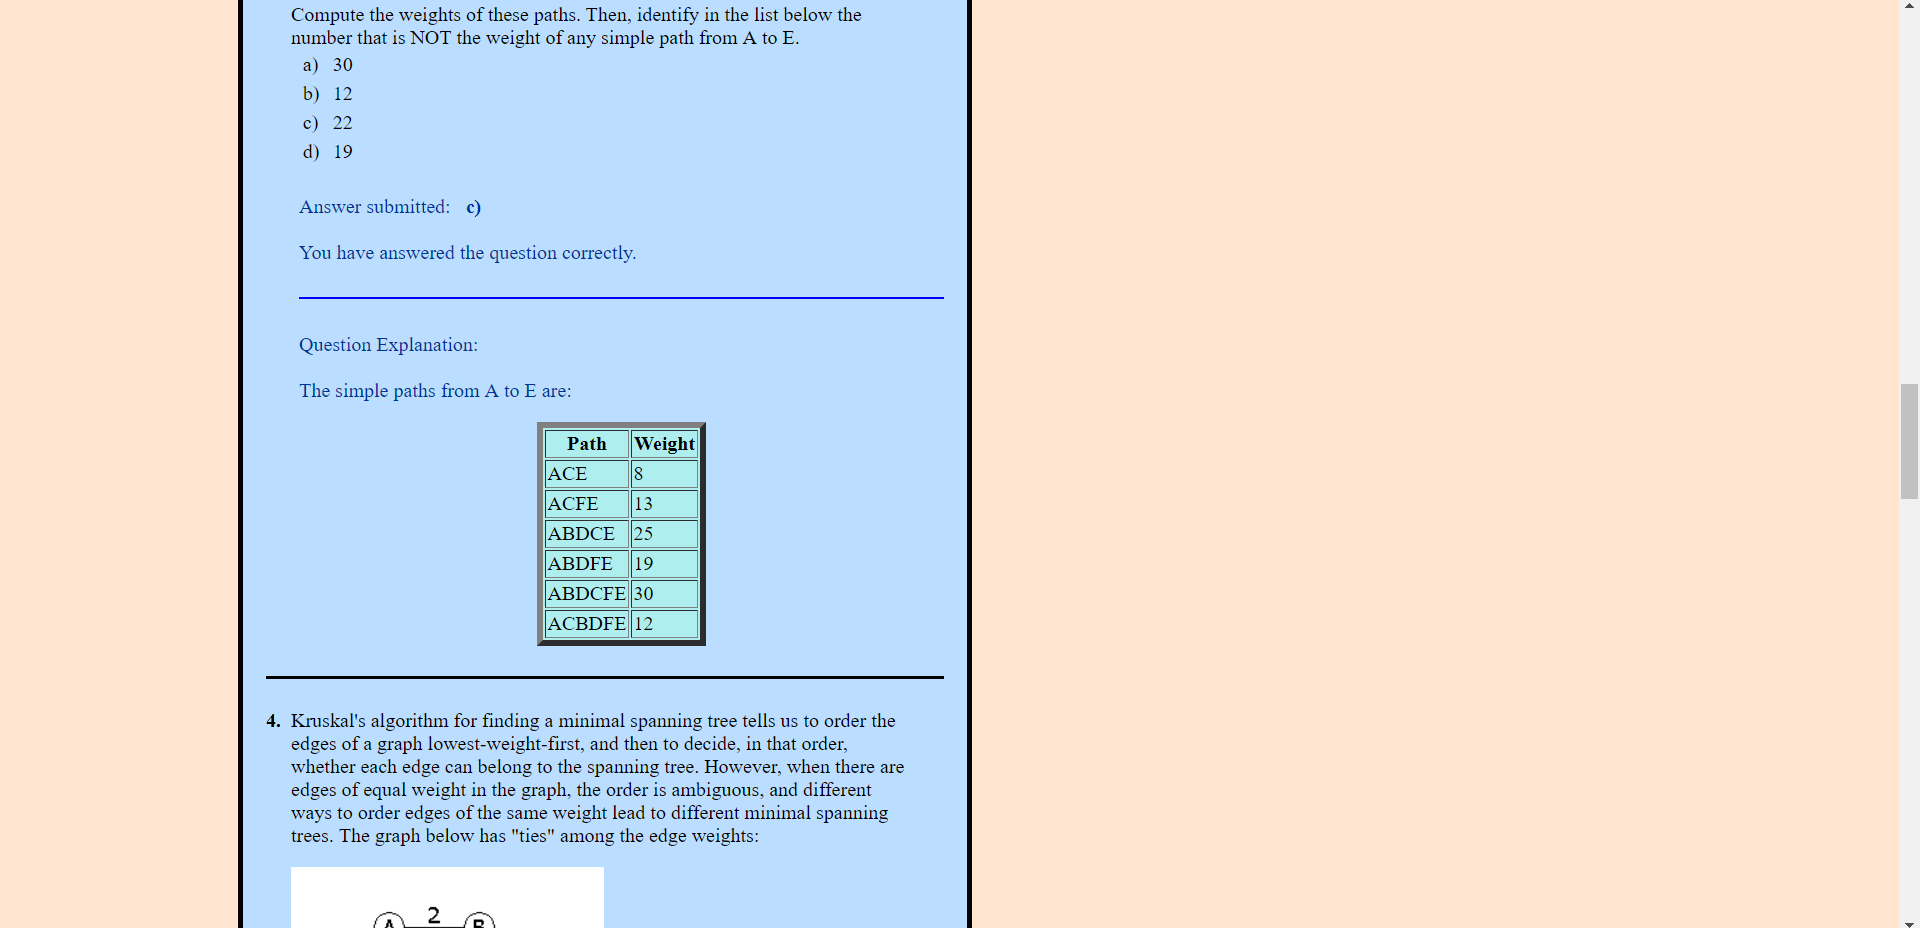 Compute the weights of these paths. Then, identify in the list below the
number that is NOT the weight of any simple path from A to E.
a) 30
b) 12
c) 22
d) 19
Answer submitted: c)
You have answered the question correctly.
Question Explanation:
The simple paths from A to E are:
Path Weight
ACE 8
ACFE 13
ABDCE 25
ABDFE 19
ABDCFE 30
ACBDFE 12
4. Kruskal's algorithm for finding a minimal spanning tree tells us to order the
edges of a graph lowest-weight-first, and then to decide, in that order,
whether each edge can belong to the spanning tree. However, when there are
edges of equal weight in the graph, the order is ambiguous, and different
ways to order edges of the same weight lead to different minimal spanning
trees. The graph below has "ties" among the edge weights:
A 2 B